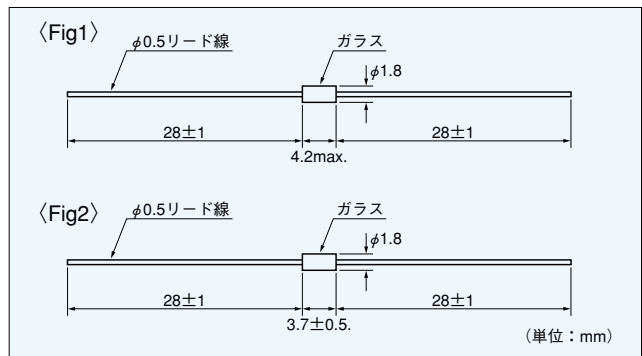 〈Fig1〉
φ0.5リード線
ガラス
φ1.8
28±1
28±1
4.2max.
〈Fig2〉
φ0.5リード線
ガラス
φ1.8
28±1
28±1
3.7±0.5.
（単位：mm）